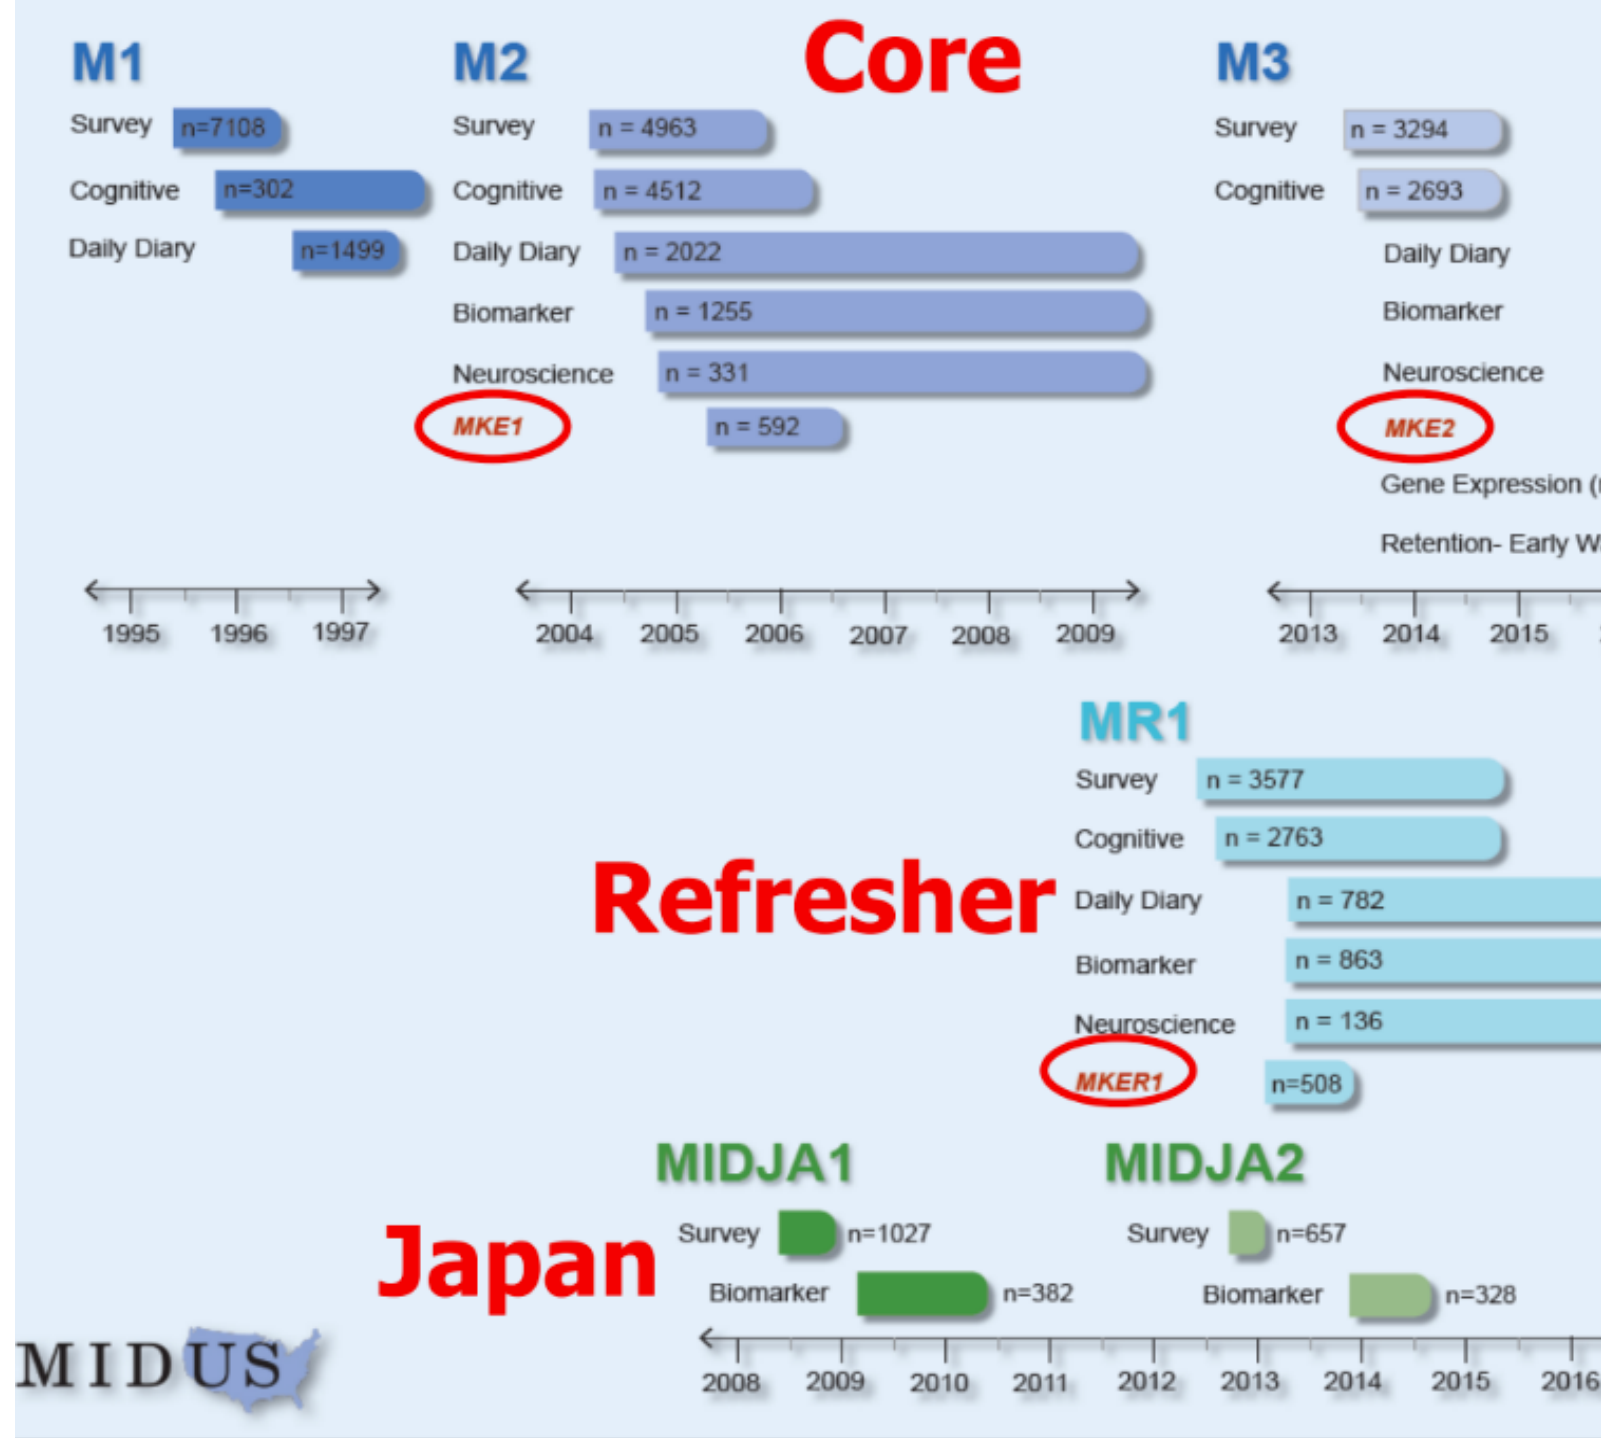 Core
M1
Survey n=7108
Cognitive n=302
Daily Diary n=1499
1995 1996 1997
M2
Survey n = 4963
Cognitive n = 4512
Daily Diary n = 2022
Biomarker n = 1255
Neuroscience n = 331
MKE1 n = 592
2004 2005 2006 2007 2008 2009
M3
Survey n = 3294
Cognitive n = 2693
Daily Diary
Biomarker
Neuroscience
MKE2
Gene Expression
Retention- Early
2013 2014 2015
Refresher
MR1
Survey n = 3577
Cognitive n = 2763
Daily Diary n = 782
Biomarker n = 863
Neuroscience n = 136
MKER1 n=508
Japan
MIDJA1
Survey n=1027
Biomarker n=382
MIDJA2
Survey n=657
Biomarker n=328
2008 2009 2010 2011 2012 2013 2014 2015 2016
MIDUS